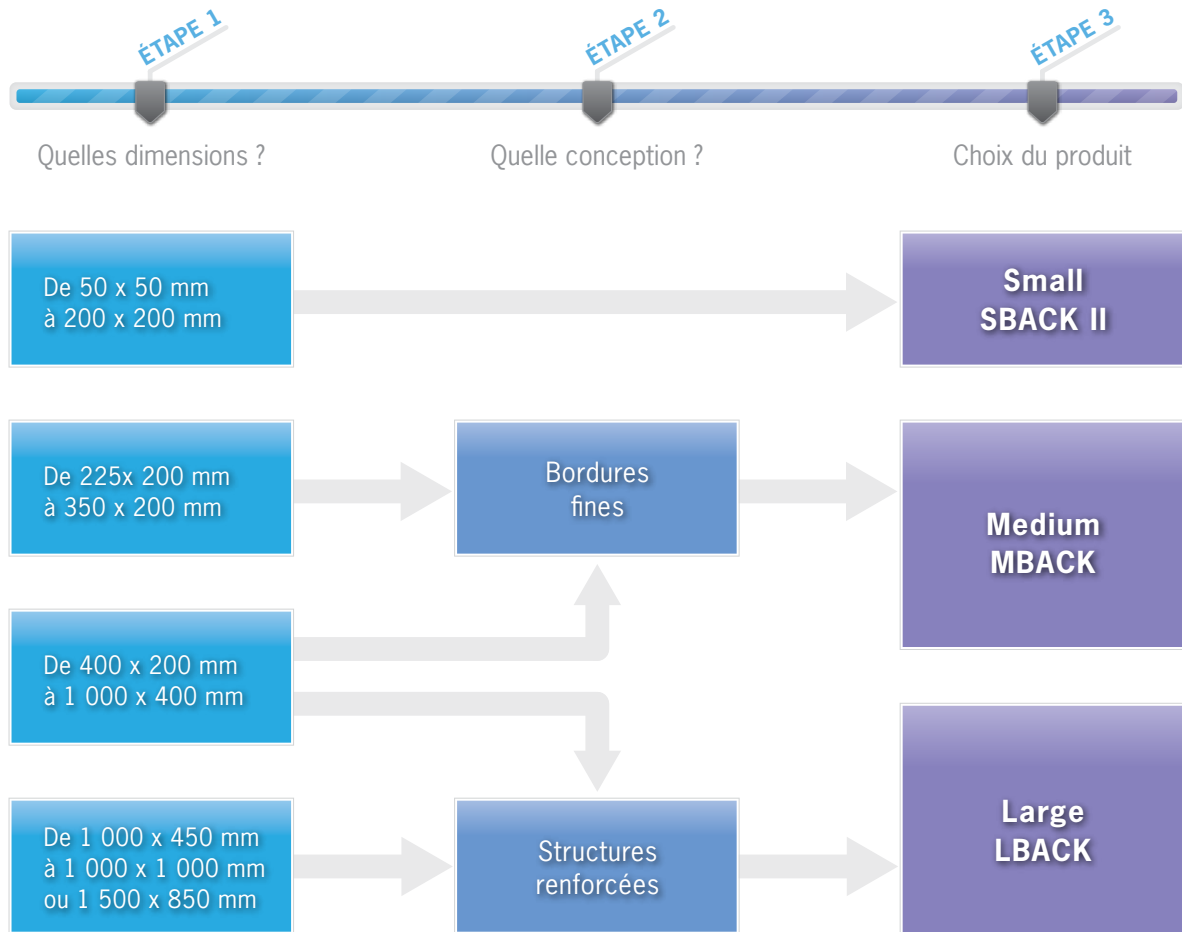 ÉTAPE 1
ÉTAPE 2
ÉTAPE 3
Quelles dimensions ?
Quelle conception ?
Choix du produit
De 50 x 50 mm
à 200 x 200 mm
Small
SBACK II
De 225x 200 mm
à 350 x 200 mm
Bordures
fines
Medium
MBACK
De 400 x 200 mm
à 1 000 x 400 mm
De 1 000 x 450 mm
à 1 000 x 1 000 mm
ou 1 500 x 850 mm
Structures
renforcées
Large
LBACK